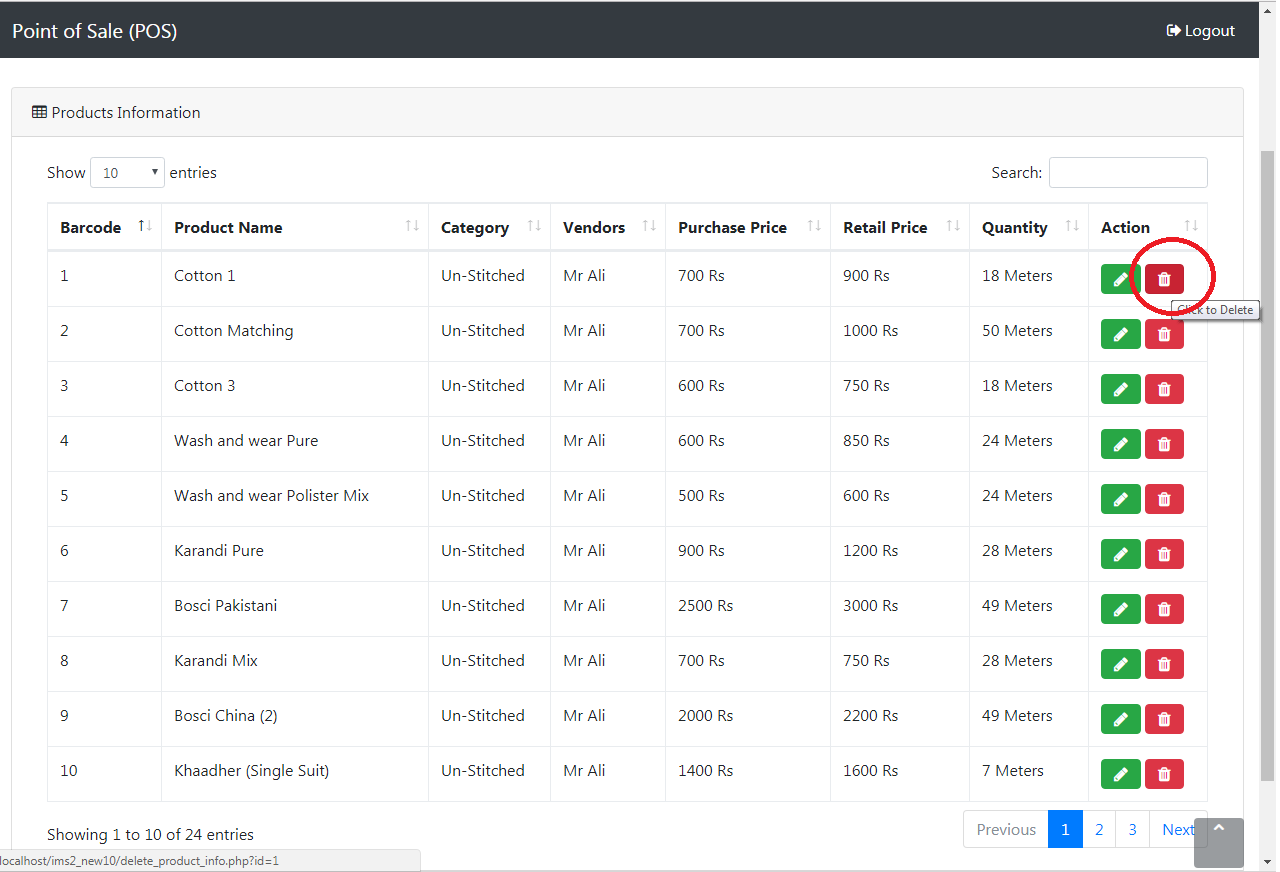 Point of Sale (POS) Logout
Products Information
Show 10 entries Search:
Barcode Product Name Category Vendors Purchase Price Retail Price Quantity Action
1 Cotton 1 Un-Stitched Mr Ali 700 Rs 900 Rs 18 Meters
Click to Delete
2 Cotton Matching Un-Stitched Mr Ali 700 Rs 1000 Rs 50 Meters
3 Cotton 3 Un-Stitched Mr Ali 600 Rs 750 Rs 18 Meters
4 Wash and wear Pure Un-Stitched Mr Ali 600 Rs 850 Rs 24 Meters
5 Wash and wear Polister Mix Un-Stitched Mr Ali 500 Rs 600 Rs 24 Meters
6 Karandi Pure Un-Stitched Mr Ali 900 Rs 1200 Rs 28 Meters
7 Bosci Pakistani Un-Stitched Mr Ali 2500 Rs 3000 Rs 49 Meters
8 Karandi Mix Un-Stitched Mr Ali 700 Rs 750 Rs 28 Meters
9 Bosci China (2) Un-Stitched Mr Ali 2000 Rs 2200 Rs 49 Meters
10 Khaadher (Single Suit) Un-Stitched Mr Ali 1400 Rs 1600 Rs 7 Meters
Showing 1 to 10 of 24 entries Previous 1 2 3 Next
localhost/ims2_new10/delete_product_info.php?id=1